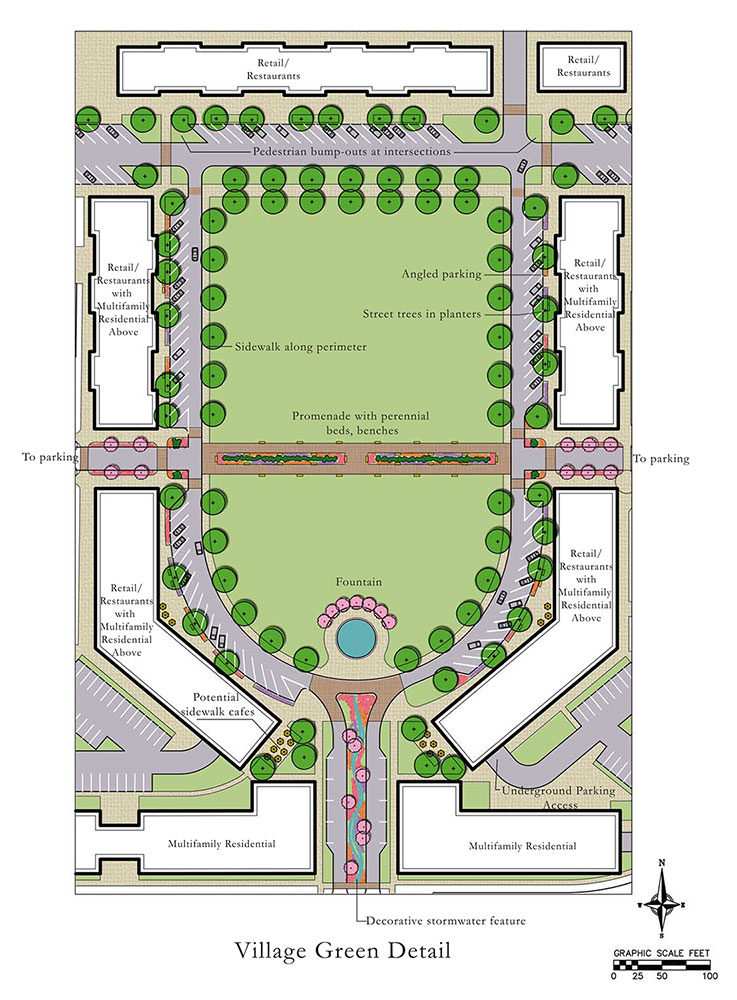 Retail/
Restaurants
Retail/
Restaurants
Pedestrian bump-outs at intersections
Retail/
Restaurants
with
Multifamily
Residential
Above
Retail/
Restaurants
with
Multifamily
Residential
Above
Angled parking
Street trees in planters
Sidewalk along perimeter
Promenade with perennial
beds, benches
To parking
To parking
Retail/
Restaurants
with
Multifamily
Residential
Above
Retail/
Restaurants with
Multifamily
Residential
Above
Fountain
Potential
sidewalk cafes
Underground Parking
Access
Multifamily Residential
Multifamily Residential
Decorative stormwater feature
Village Green Detail
N
W
E
S
GRAPHIC SCALE FEET
0 25 50 100